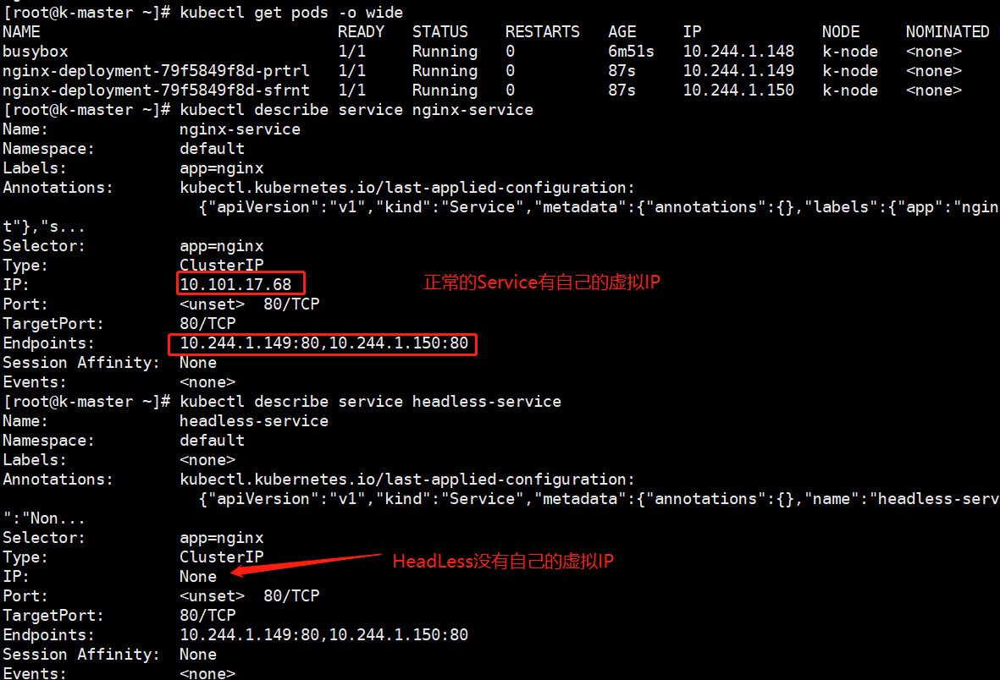 [root@k-master ~]# kubectl get pods -o wide
NAME READY STATUS RESTARTS AGE IP NODE NOMINATED
busybox 1/1 Running 0 6m51s 10.244.1.148 k-node <none>
nginx-deployment-79f5849f8d-prtrl 1/1 Running 0 87s 10.244.1.149 k-node <none>
nginx-deployment-79f5849f8d-sfrnt 1/1 Running 0 87s 10.244.1.150 k-node <none>
[root@k-master ~]# kubectl describe service nginx-service
Name: nginx-service
Namespace: default
Labels: app=nginx
Annotations: kubectl.kubernetes.io/last-applied-configuration:
{"apiVersion":"v1","kind":"Service","metadata":{"annotations":{},"labels":{"app":"ngin
t"},"s...
Selector: app=nginx
Type: ClusterIP
IP: 10.101.17.68 正常的Service有自己的虚拟IP
Port: <unset> 80/TCP
TargetPort: 80/TCP
Endpoints: 10.244.1.149:80,10.244.1.150:80
Session Affinity: None
Events: <none>
[root@k-master ~]# kubectl describe service headless-service
Name: headless-service
Namespace: default
Labels: <none>
Annotations: kubectl.kubernetes.io/last-applied-configuration:
{"apiVersion":"v1","kind":"Service","metadata":{"annotations":{},"name":"headless-serv
":"Non...
Selector: app=nginx
Type: ClusterIP HeadLess没有自己的虚拟IP
IP: None
Port: <unset> 80/TCP
TargetPort: 80/TCP
Endpoints: 10.244.1.149:80,10.244.1.150:80
Session Affinity: None
Events: <none>